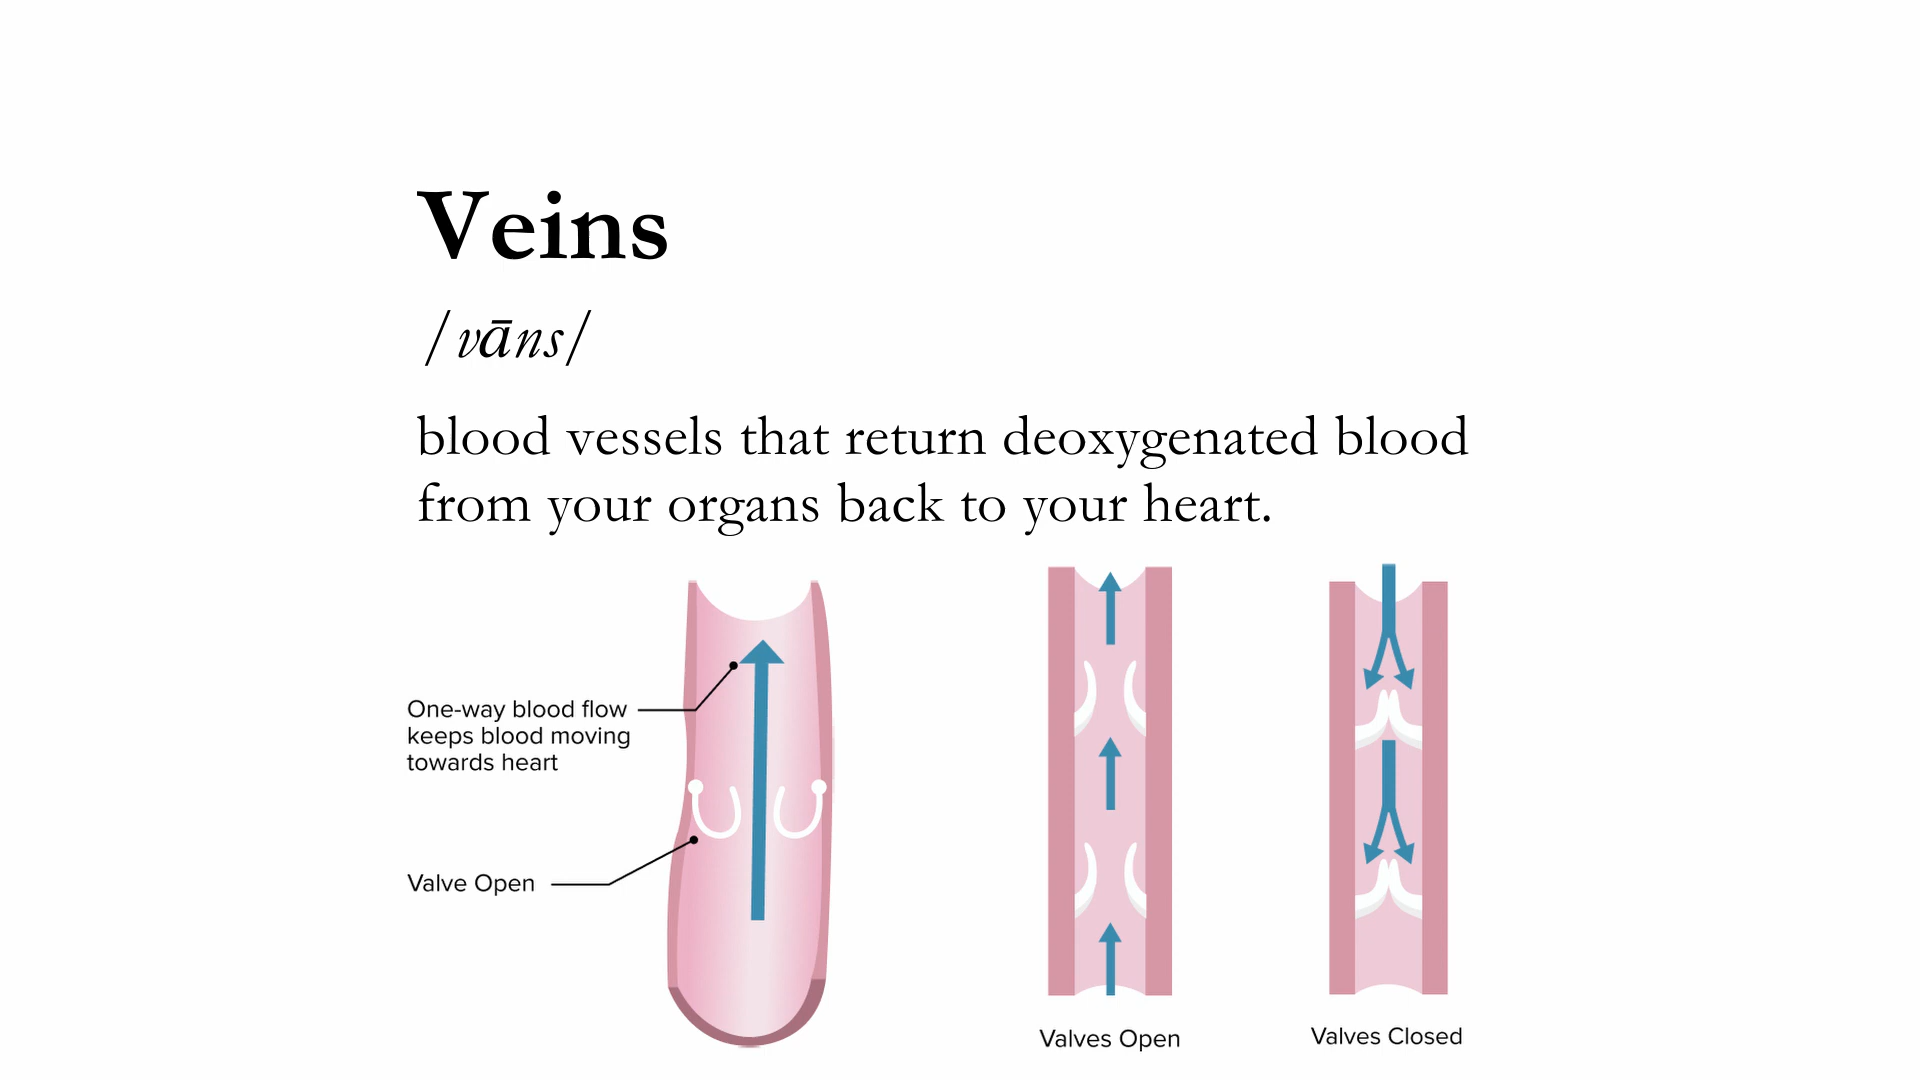 Veins
/vāns/
blood vessels that return deoxygenated blood
from your organs back to your heart.
One-way blood flow
keeps blood moving
towards heart
Valve Open
Valves Open
Valves Closed